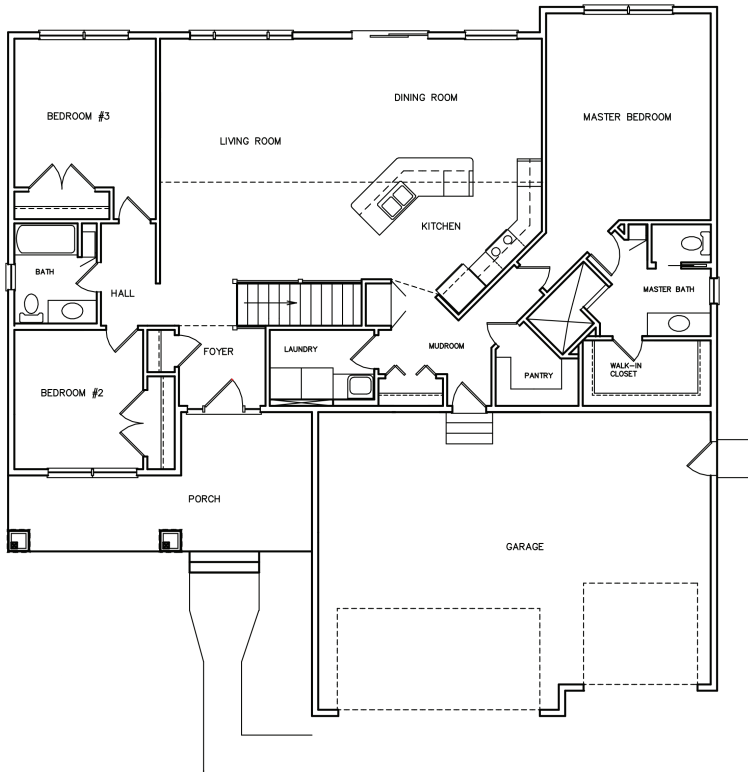 DINING ROOM
BEDROOM #3
MASTER BEDROOM
LIVING ROOM
KITCHEN
BATH
MASTER BATH
HALL
FOYER
LAUNDRY
MUDROOM
WALK-IN
CLOSET
PANTRY
BEDROOM #2
PORCH
GARAGE